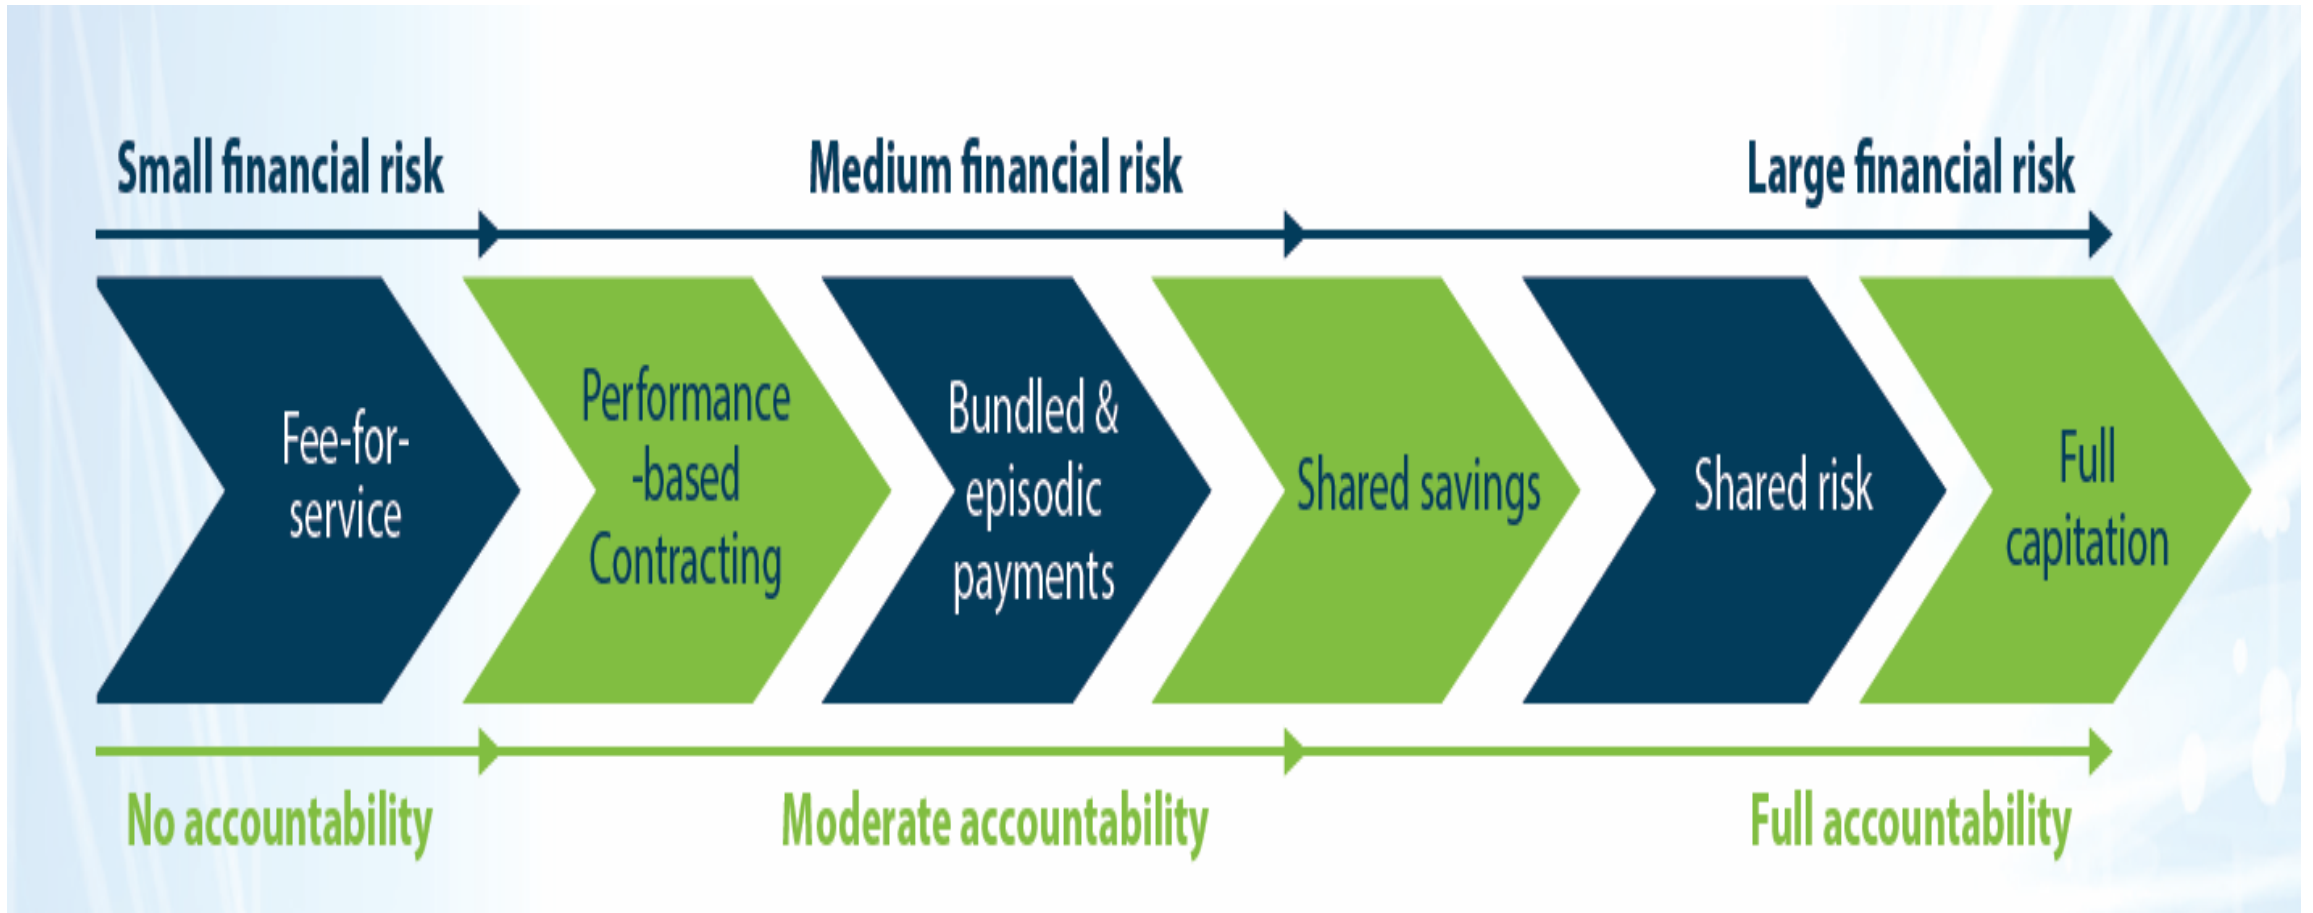 Small financial risk
Medium financial risk
Large financial risk
Fee-for-
service
Performance
-based
Contracting
Bundled &
episodic
payments
Shared savings
Shared risk
Full
capitation
No accountability
Moderate accountability
Full accountability